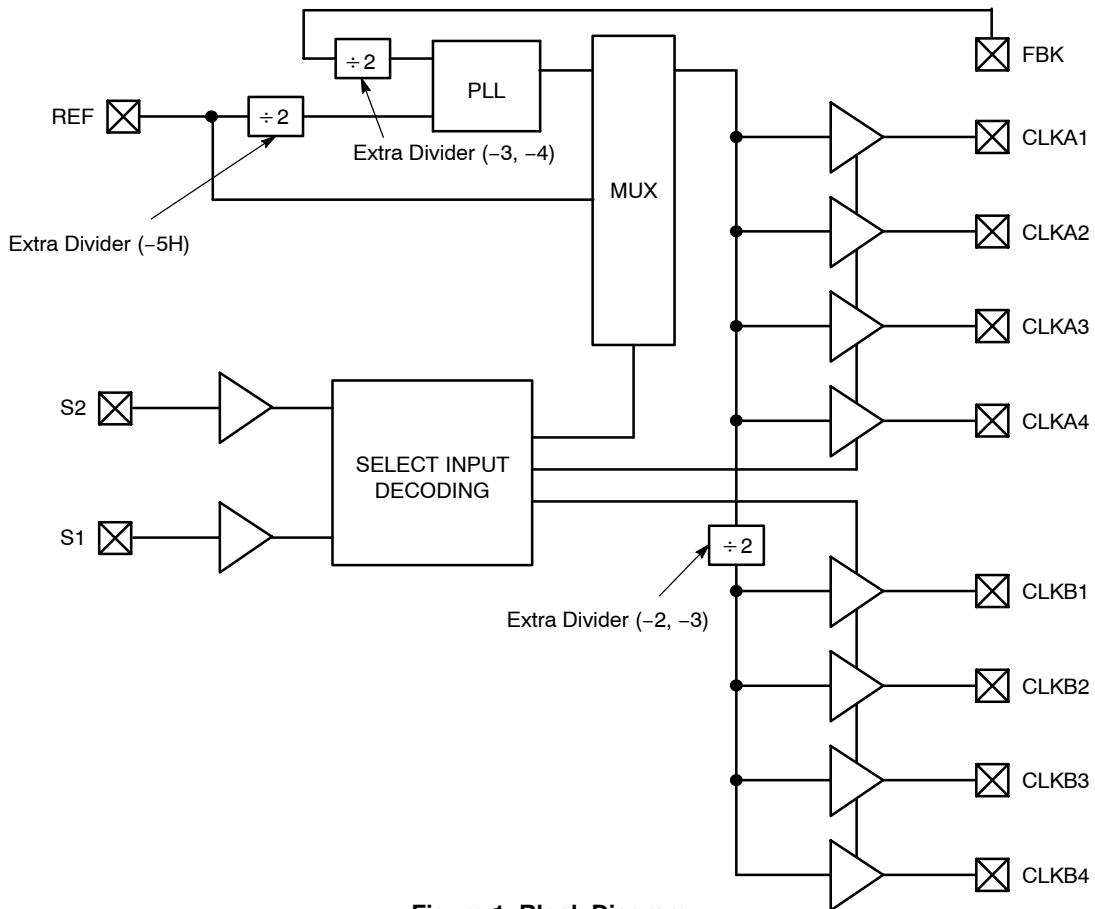 FBK
÷2
PLL
REF
÷2
CLKA1
Extra Divider (−3, −4)
MUX
CLKA2
Extra Divider (−5H)
CLKA3
S2
CLKA4
SELECT INPUT
DECODING
S1
÷2
CLKB1
Extra Divider (−2, −3)
CLKB2
CLKB3
CLKB4